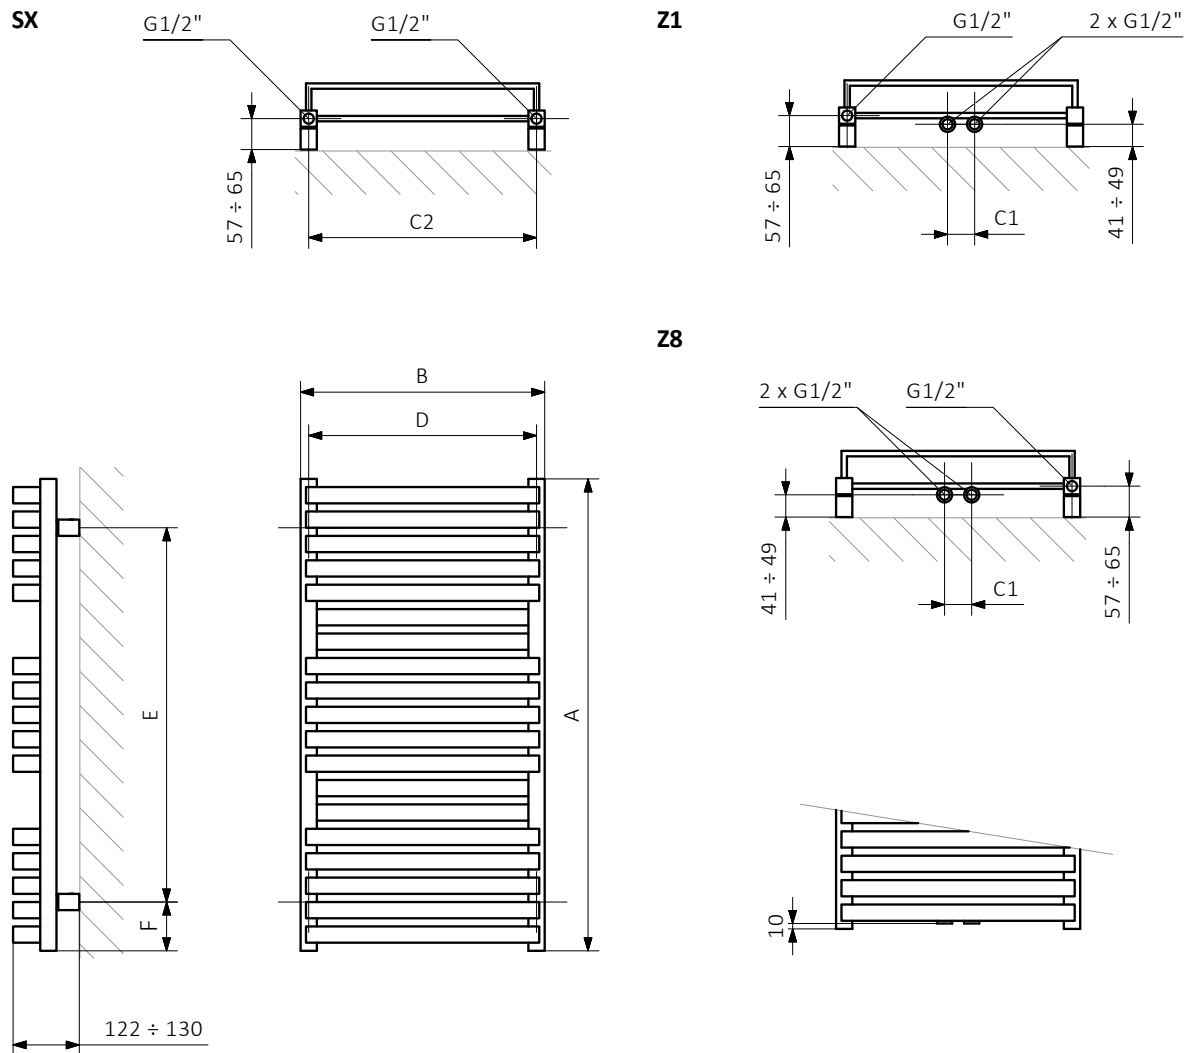 SX
G1/2"
G1/2"
57 ÷ 65
C2
Z1
G1/2"
2 x G1/2"
57 ÷ 65
C1
41 ÷ 49
Z8
2 x G1/2"
G1/2"
41 ÷ 49
C1
57 ÷ 65
B
D
E
A
F
122 ÷ 130
10